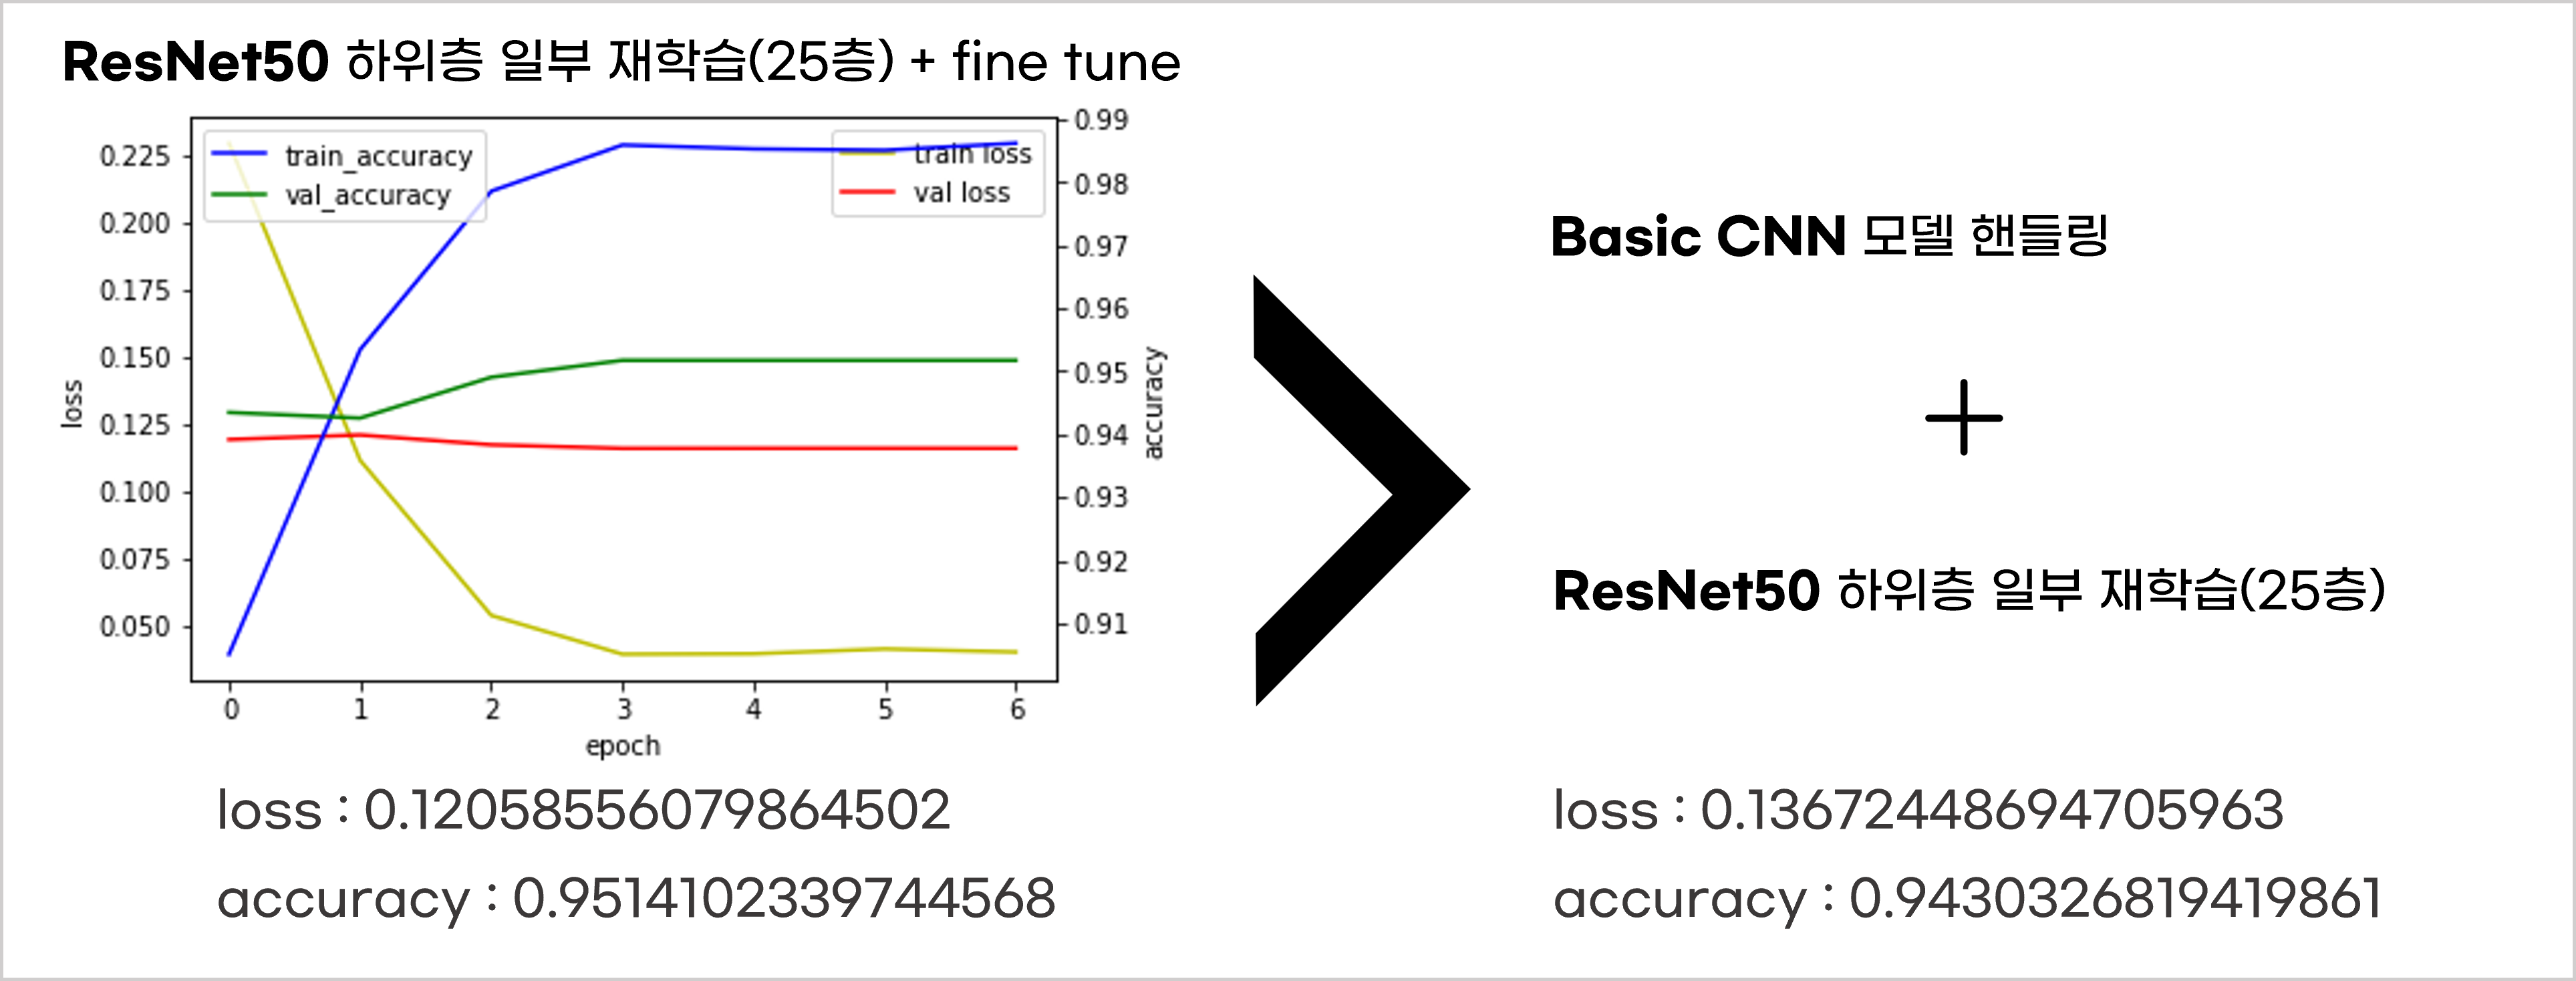 ResNet50 하위층 일부 재학습(25층) + fine tune
train_accuracy
val_accuracy
train loss
val loss
0.225
0.200
0.175
0.150
0.125
0.100
0.075
0.050
loss
0.99
0.98
0.97
0.96
0.95
0.94
0.93
0.92
0.91
accuracy
0 1 2 3 4 5 6
epoch
loss : 0.12058556079864502
accuracy : 0.9514102339744568
Basic CNN 모델 핸들링
+
ResNet50 하위층 일부 재학습(25층)
loss : 0.13672448694705963
accuracy : 0.9430326819419861